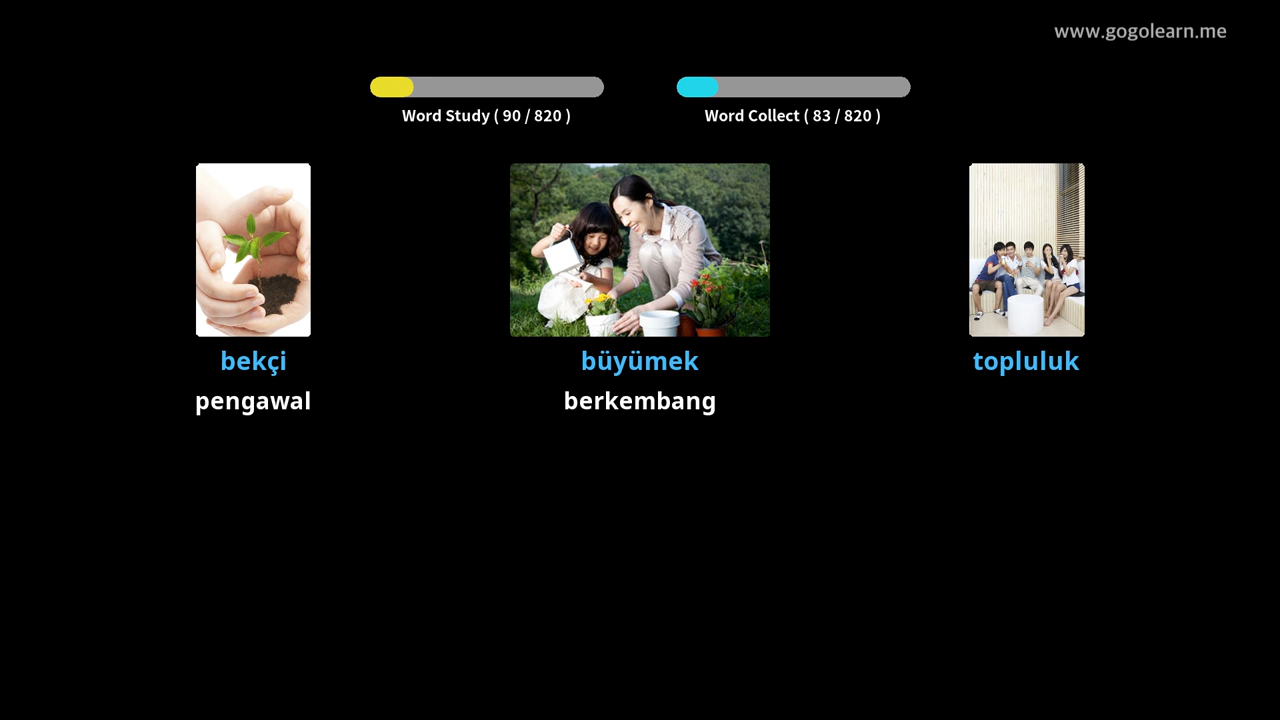 www.gogolearn.me
Word Study ( 90 / 820 )
Word Collect ( 83 / 820 )
bekçi
büyümek
topluluk
pengawal
berkembang